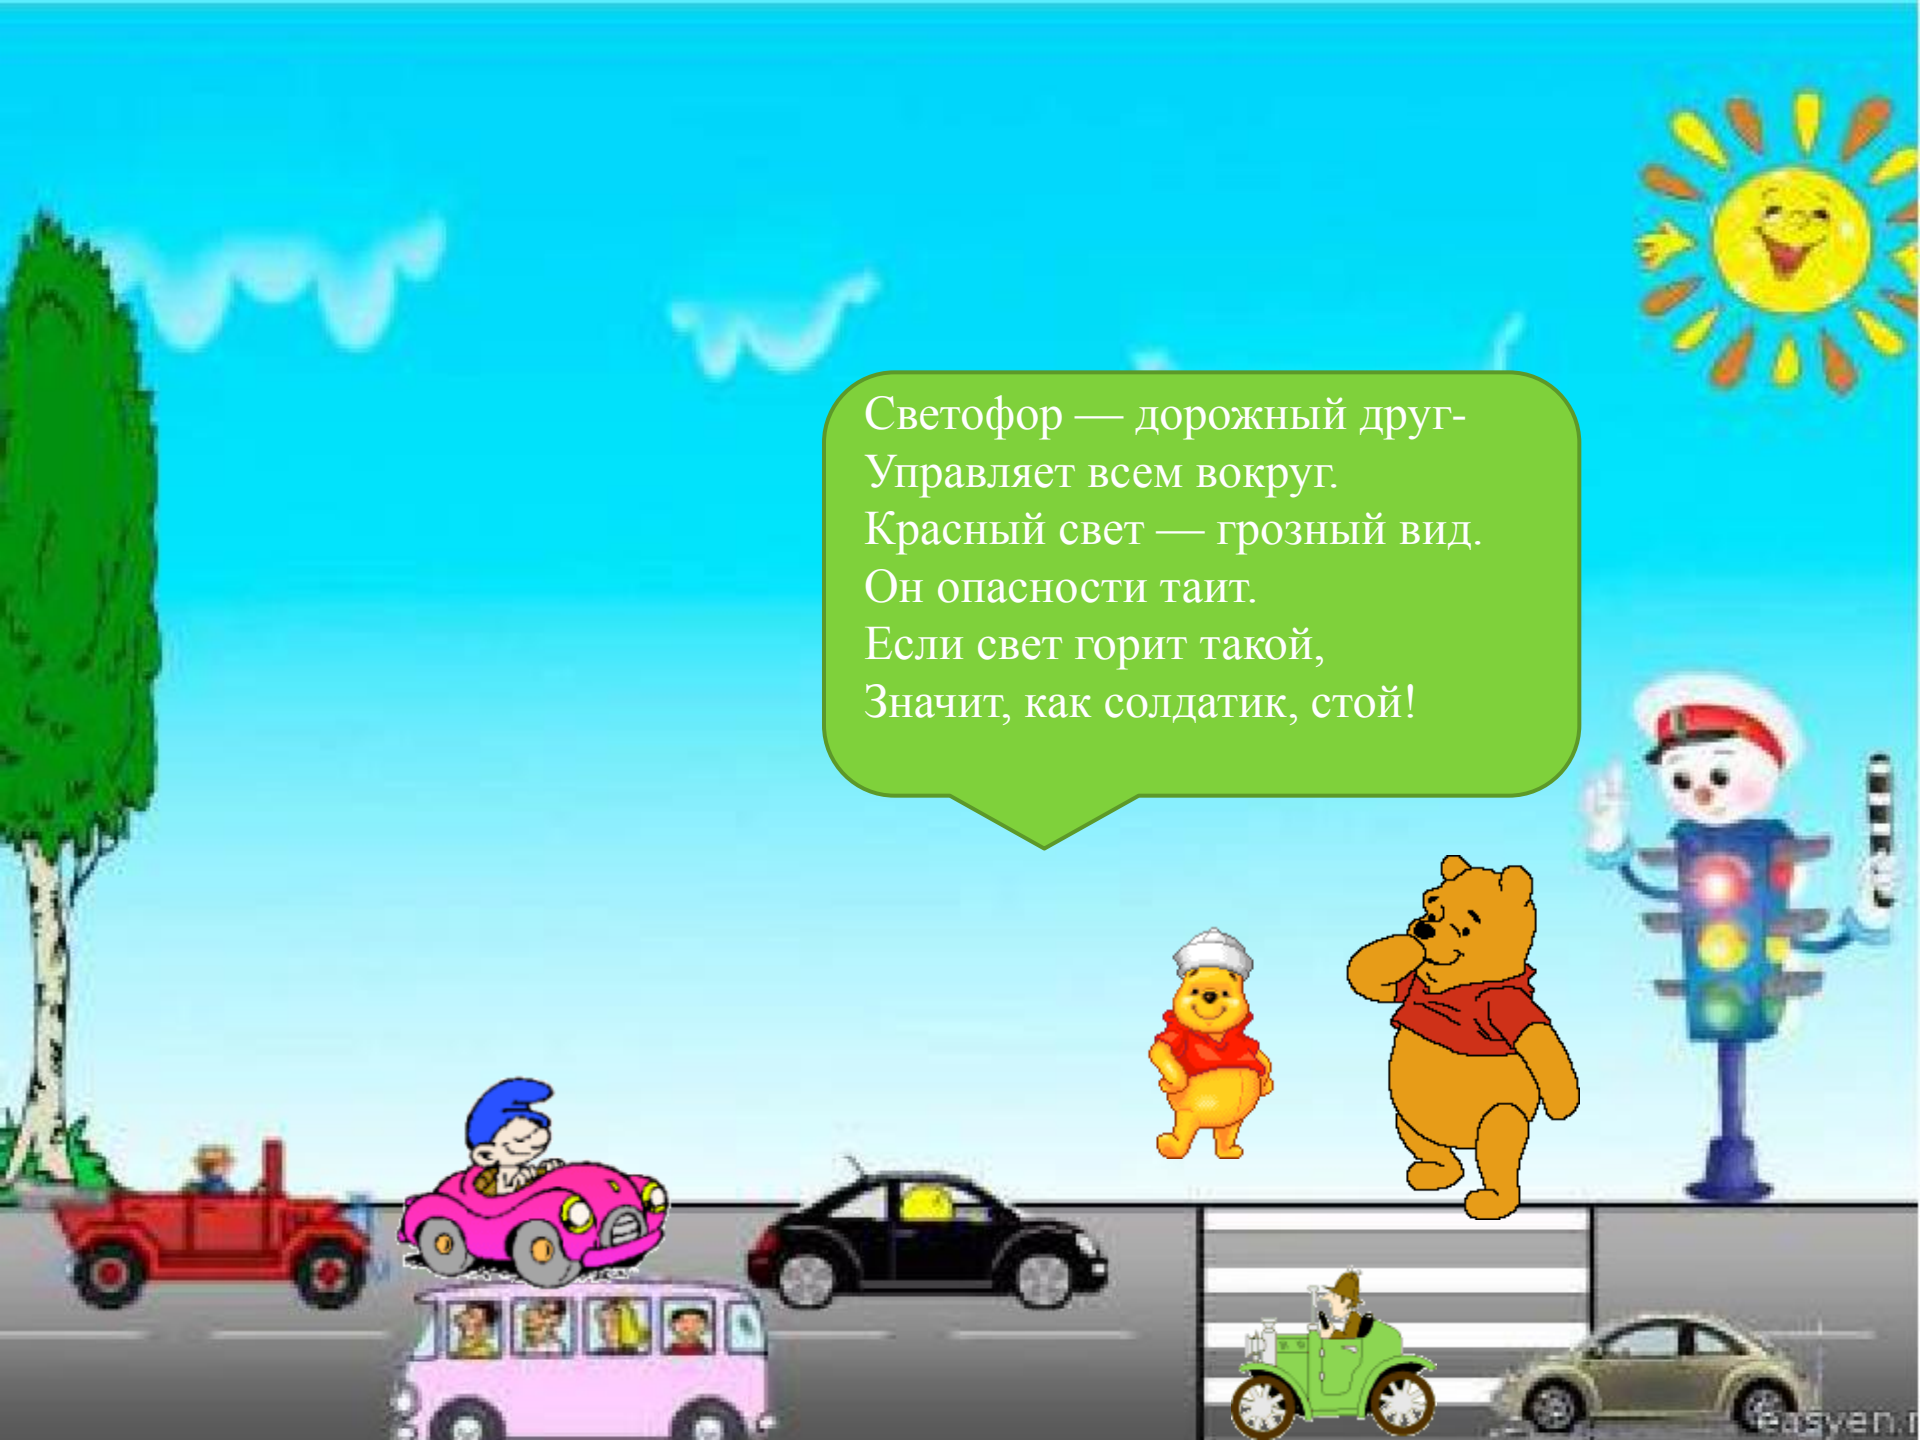 Светофор — дорожный друг-
Управляет всем вокруг.
Красный свет — грозный вид.
Он опасности таит.
Если свет горит такой,
Значит, как солдатик, стой!
easyen.r